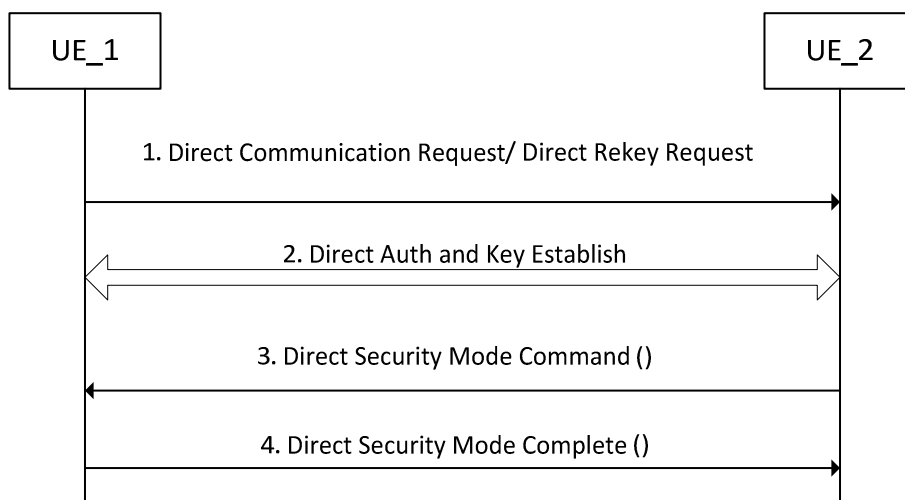 UE_1
UE_2
1. Direct Communication Request/ Direct Rekey Request
2. Direct Auth and Key Establish
3. Direct Security Mode Command ()
4. Direct Security Mode Complete ()